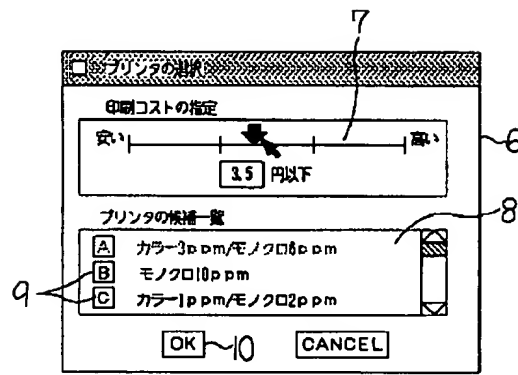 7
プリンタの選択
印刷コストの指定
安い 高い
6
3.5 円以下
プリンタの候補一覧
8
A カラー3ppm/モノクロ6ppm
B モノクロ10ppm
9
C カラー1ppm/モノクロ2ppm
OK 10 CANCEL